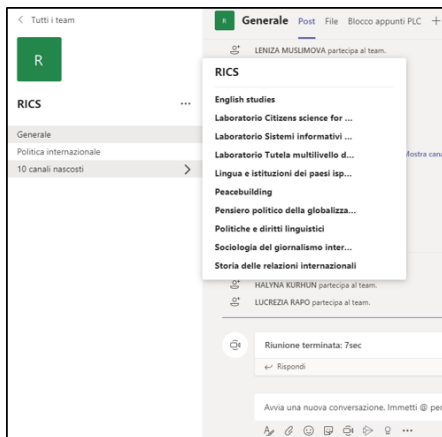 < Tutti i team
R
RICS
...
Generale
Politica internazionale
10 canali nascosti
R Generale Post File Blocco appunti PLC +
LENIZA MUSLIMOVA partecipa al team.
RICS
English studies
Laboratorio Citizens science for ...
Laboratorio Sistemi informativi ...
Laboratorio Tutela multilivello d...
Mostra can
Lingua e istituzioni dei paesi isp...
Peacebuilding
Pensiero politico della globalizza...
Politiche e diritti linguistici
Sociologia del giornalismo inter...
Storia delle relazioni internazionali
HALYNA KURHUN partecipa al team.
LUCREZIA RAPO partecipa al team.
Riunione terminata: 7sec
Rispondi
Avvia una nuova conversazione. Immetti @ per
...